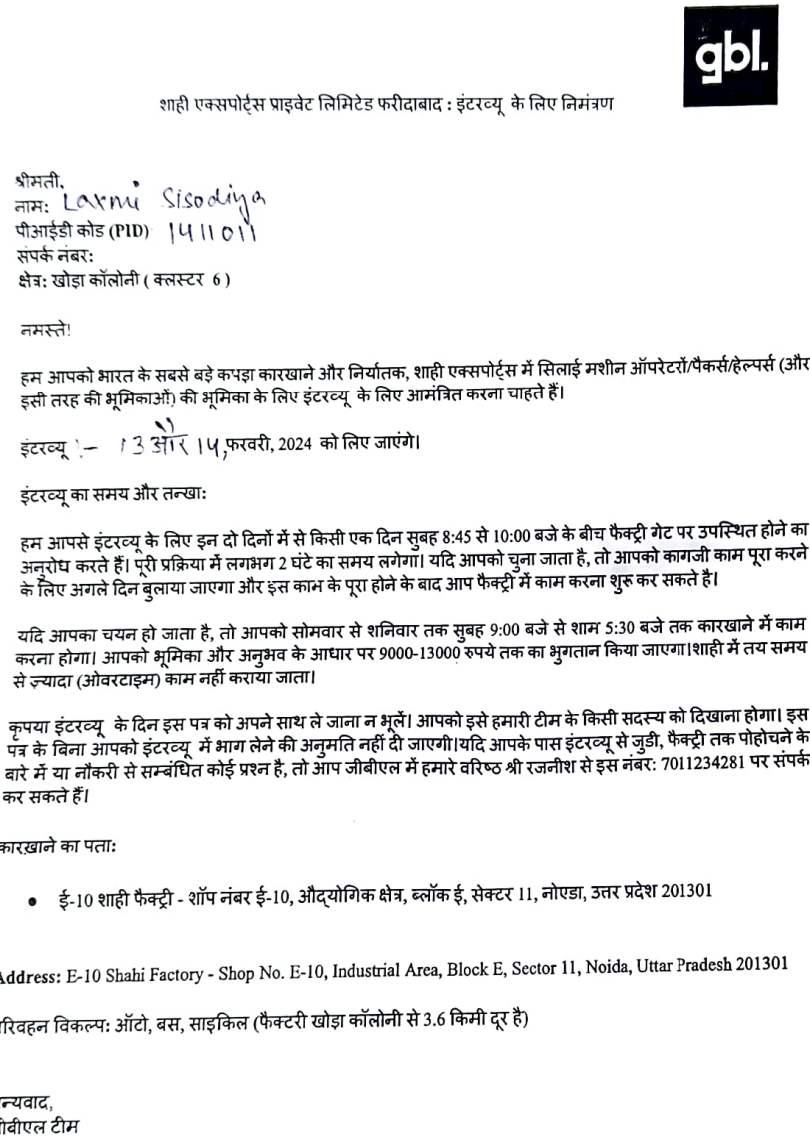 gbl.
शाही एक्सपोर्ट्स प्राइवेट लिमिटेड फरीदाबाद : इंटरव्यू के लिए निमंत्रण
श्रीमती,
नाम: Laxmi Sisodiya
पीआईडी कोड (PID) 1411011
संपर्क नंबर:
क्षेत्र: खोड़ा कॉलोनी ( क्लस्टर 6 )
नमस्ते!
हम आपको भारत के सबसे बड़े कपड़ा कारखाने और निर्यातक, शाही एक्सपोर्ट्स में सिलाई मशीन ऑपरेटरों/पैकर्स/हेल्पर्स (और
इसी तरह की भूमिकाओं) की भूमिका के लिए इंटरव्यू के लिए आमंत्रित करना चाहते हैं।
इंटरव्यू :- 13 और 14, फरवरी, 2024 को लिए जाएंगे।
इंटरव्यू का समय और तन्खा:
हम आपसे इंटरव्यू के लिए इन दो दिनों में से किसी एक दिन सुबह 8:45 से 10:00 बजे के बीच फैक्ट्री गेट पर उपस्थित होने का
अनुरोध करते हैं। पूरी प्रक्रिया में लगभग 2 घंटे का समय लगेगा। यदि आपको चुना जाता है, तो आपको कागजी काम पूरा करने
के लिए अगले दिन बुलाया जाएगा और इस काम के पूरा होने के बाद आप फैक्ट्री में काम करना शुरू कर सकते है।
यदि आपका चयन हो जाता है, तो आपको सोमवार से शनिवार तक सुबह 9:00 बजे से शाम 5:30 बजे तक कारखाने में काम
करना होगा। आपको भूमिका और अनुभव के आधार पर 9000-13000 रुपये तक का भुगतान किया जाएगा।शाही में तय समय
से ज़्यादा (ओवरटाइम) काम नहीं कराया जाता।
कृपया इंटरव्यू के दिन इस पत्र को अपने साथ ले जाना न भूलें। आपको इसे हमारी टीम के किसी सदस्य को दिखाना होगा। इस
पत्र के बिना आपको इंटरव्यू में भाग लेने की अनुमति नहीं दी जाएगी।यदि आपके पास इंटरव्यू से जुडी, फैक्ट्री तक पोहोचने के
बारे में या नौकरी से सम्बंधित कोई प्रश्न है, तो आप जीबीएल में हमारे वरिष्ठ श्री रजनीश से इस नंबर: 7011234281 पर संपर्क
कर सकते हैं।
कारख़ाने का पता:
• ई-10 शाही फैक्ट्री - शॉप नंबर ई-10, औद्योगिक क्षेत्र, ब्लॉक ई, सेक्टर 11, नोएडा, उत्तर प्रदेश 201301
Address: E-10 Shahi Factory - Shop No. E-10, Industrial Area, Block E, Sector 11, Noida, Uttar Pradesh 201301
रिवहन विकल्प: ऑटो, बस, साइकिल (फैक्टरी खोड़ा कॉलोनी से 3.6 किमी दूर है)
न्यवाद,
ीबीएल टीम